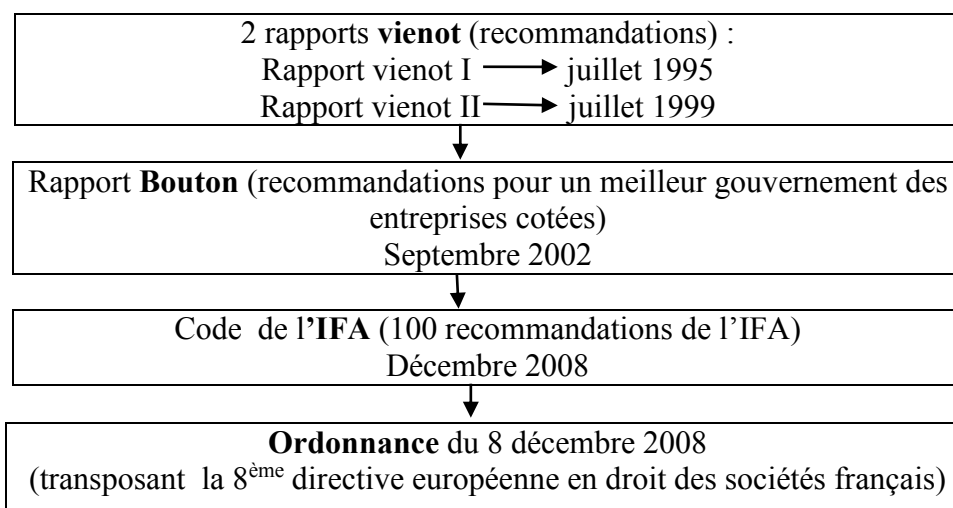 2 rapports vienot (recommandations) :
Rapport vienot I → juillet 1995
Rapport vienot II → juillet 1999
Rapport Bouton (recommandations pour un meilleur gouvernement des
entreprises cotées)
Septembre 2002
Code de l'IFA (100 recommandations de l'IFA)
Décembre 2008
Ordonnance du 8 décembre 2008
(transposant la 8ème directive européenne en droit des sociétés français)